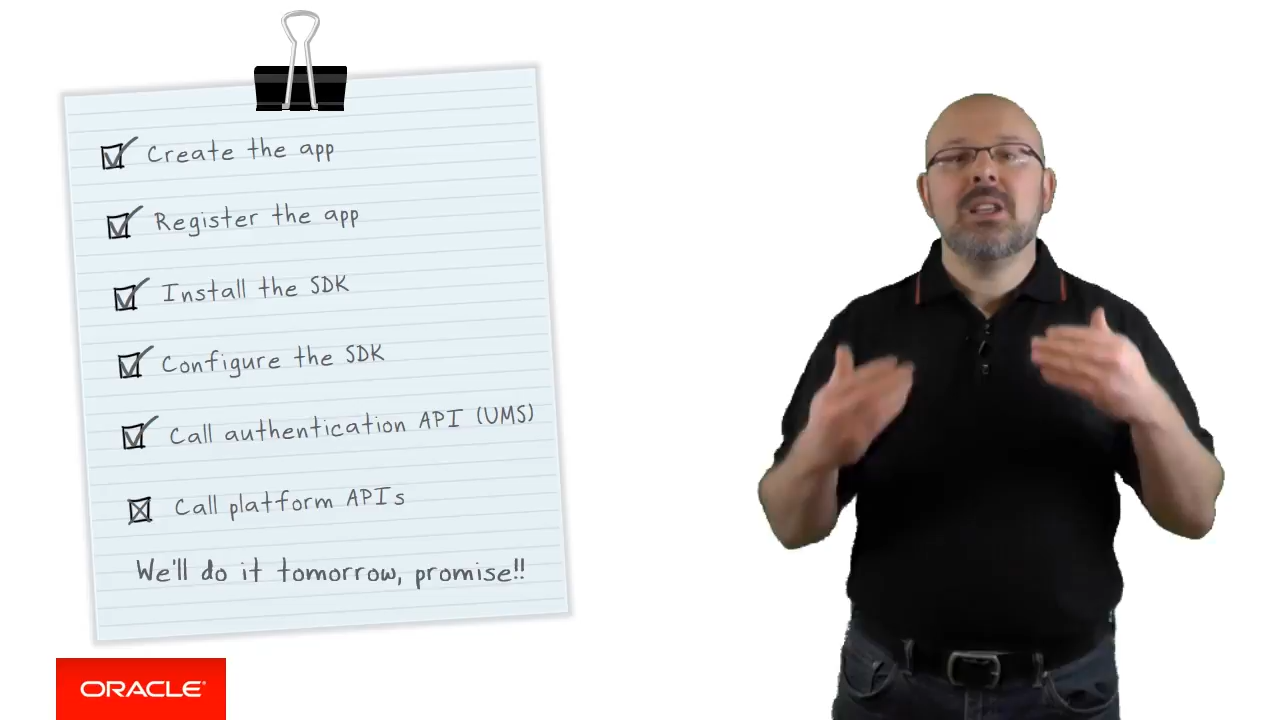 Create the app
Register the app
Install the SDK
Configure the SDK
Call authentication API (UMS)
Call platform APIs
We'll do it tomorrow, promise!!
ORACLE®